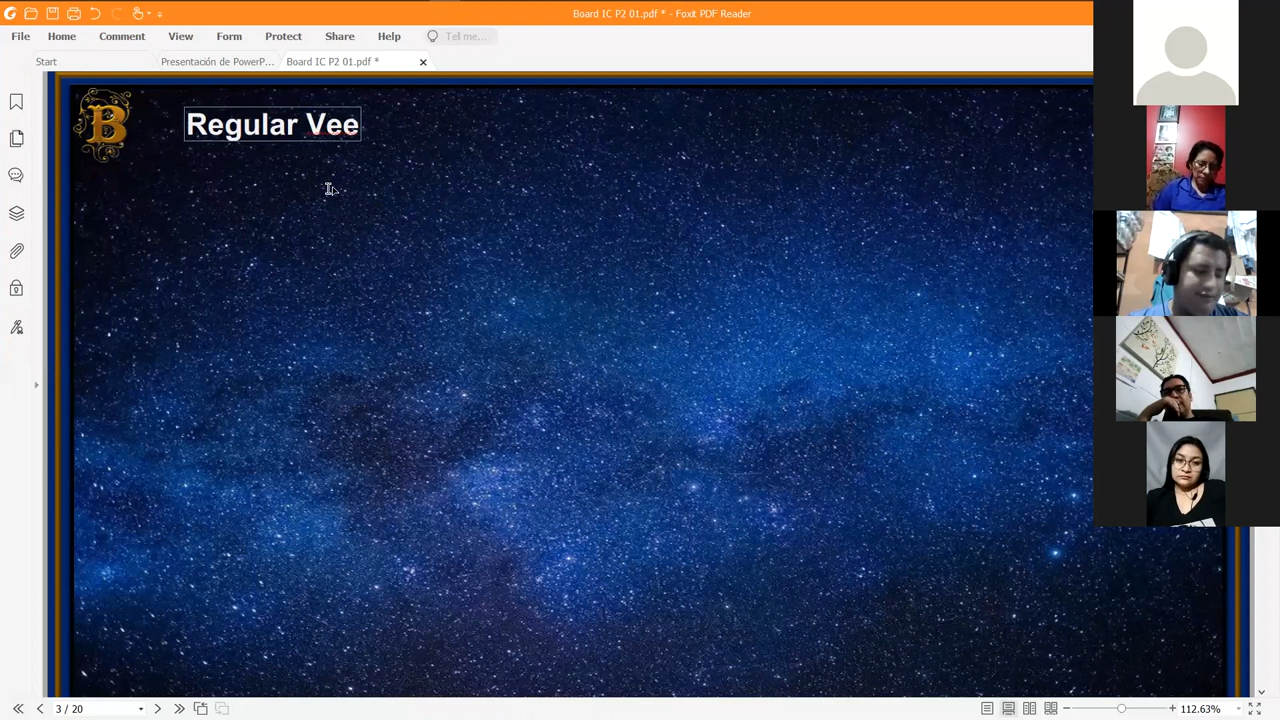 Board IC P2 01.pdf * - Foxit PDF Reader
File Home Comment View Form Protect Share Help Tell me...
Start Presentación de PowerP... Board IC P2 01.pdf *
B
Regular Vee
3 / 20
112.63%